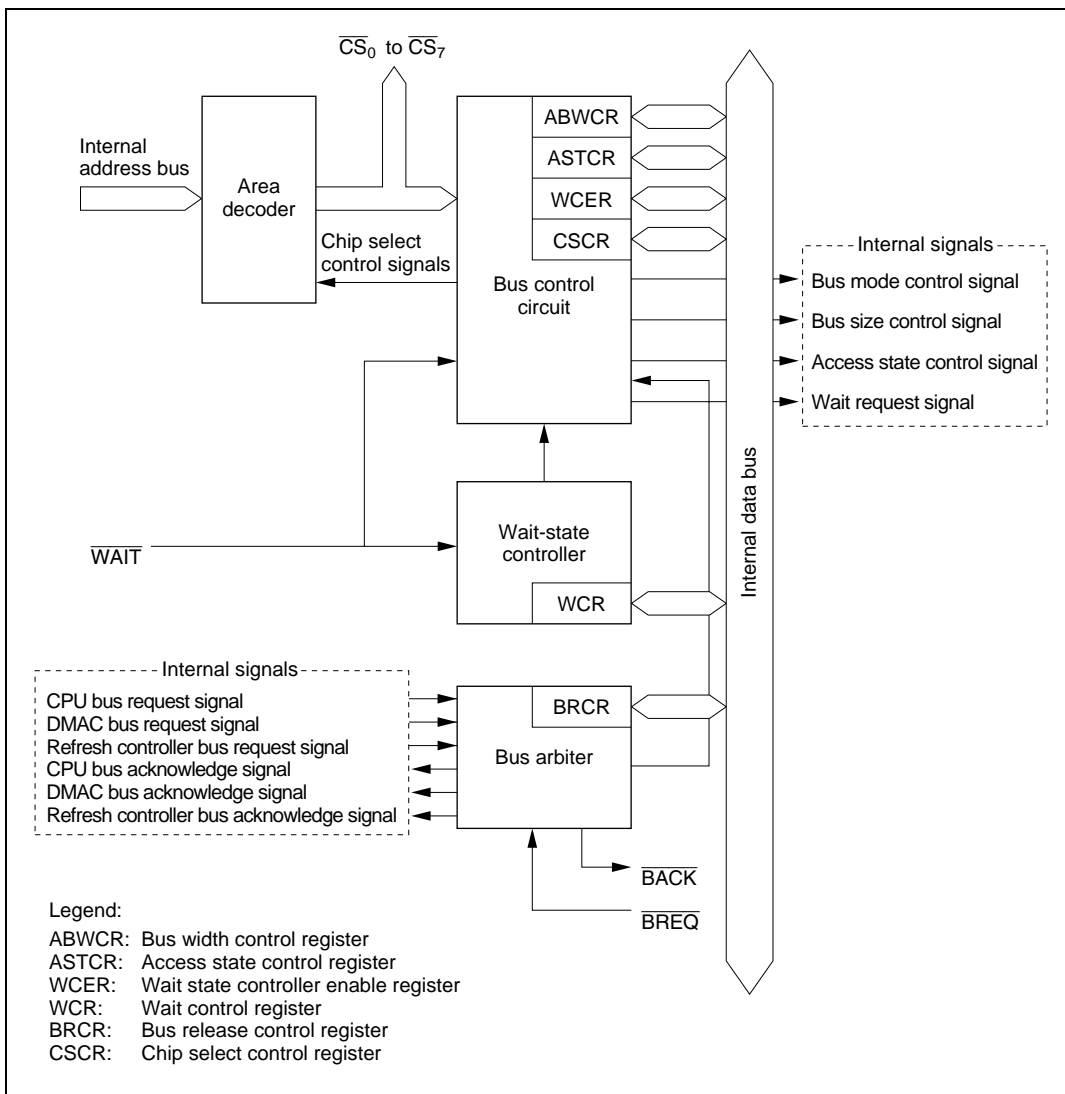 C̅S̅₀ to C̅S̅₇
Internal
address bus
Area
decoder
Chip select
control signals
ABWCR
ASTCR
WCER
CSCR
Bus control
circuit
Internal signals
Bus mode control signal
Bus size control signal
Access state control signal
Wait request signal
Internal data bus
W̅A̅I̅T̅
Wait-state
controller
WCR
Internal signals
CPU bus request signal
DMAC bus request signal
Refresh controller bus request signal
CPU bus acknowledge signal
DMAC bus acknowledge signal
Refresh controller bus acknowledge signal
BRCR
Bus arbiter
B̅A̅C̅K̅
B̅R̅E̅Q̅
Legend:
ABWCR: Bus width control register
ASTCR: Access state control register
WCER: Wait state controller enable register
WCR: Wait control register
BRCR: Bus release control register
CSCR: Chip select control register